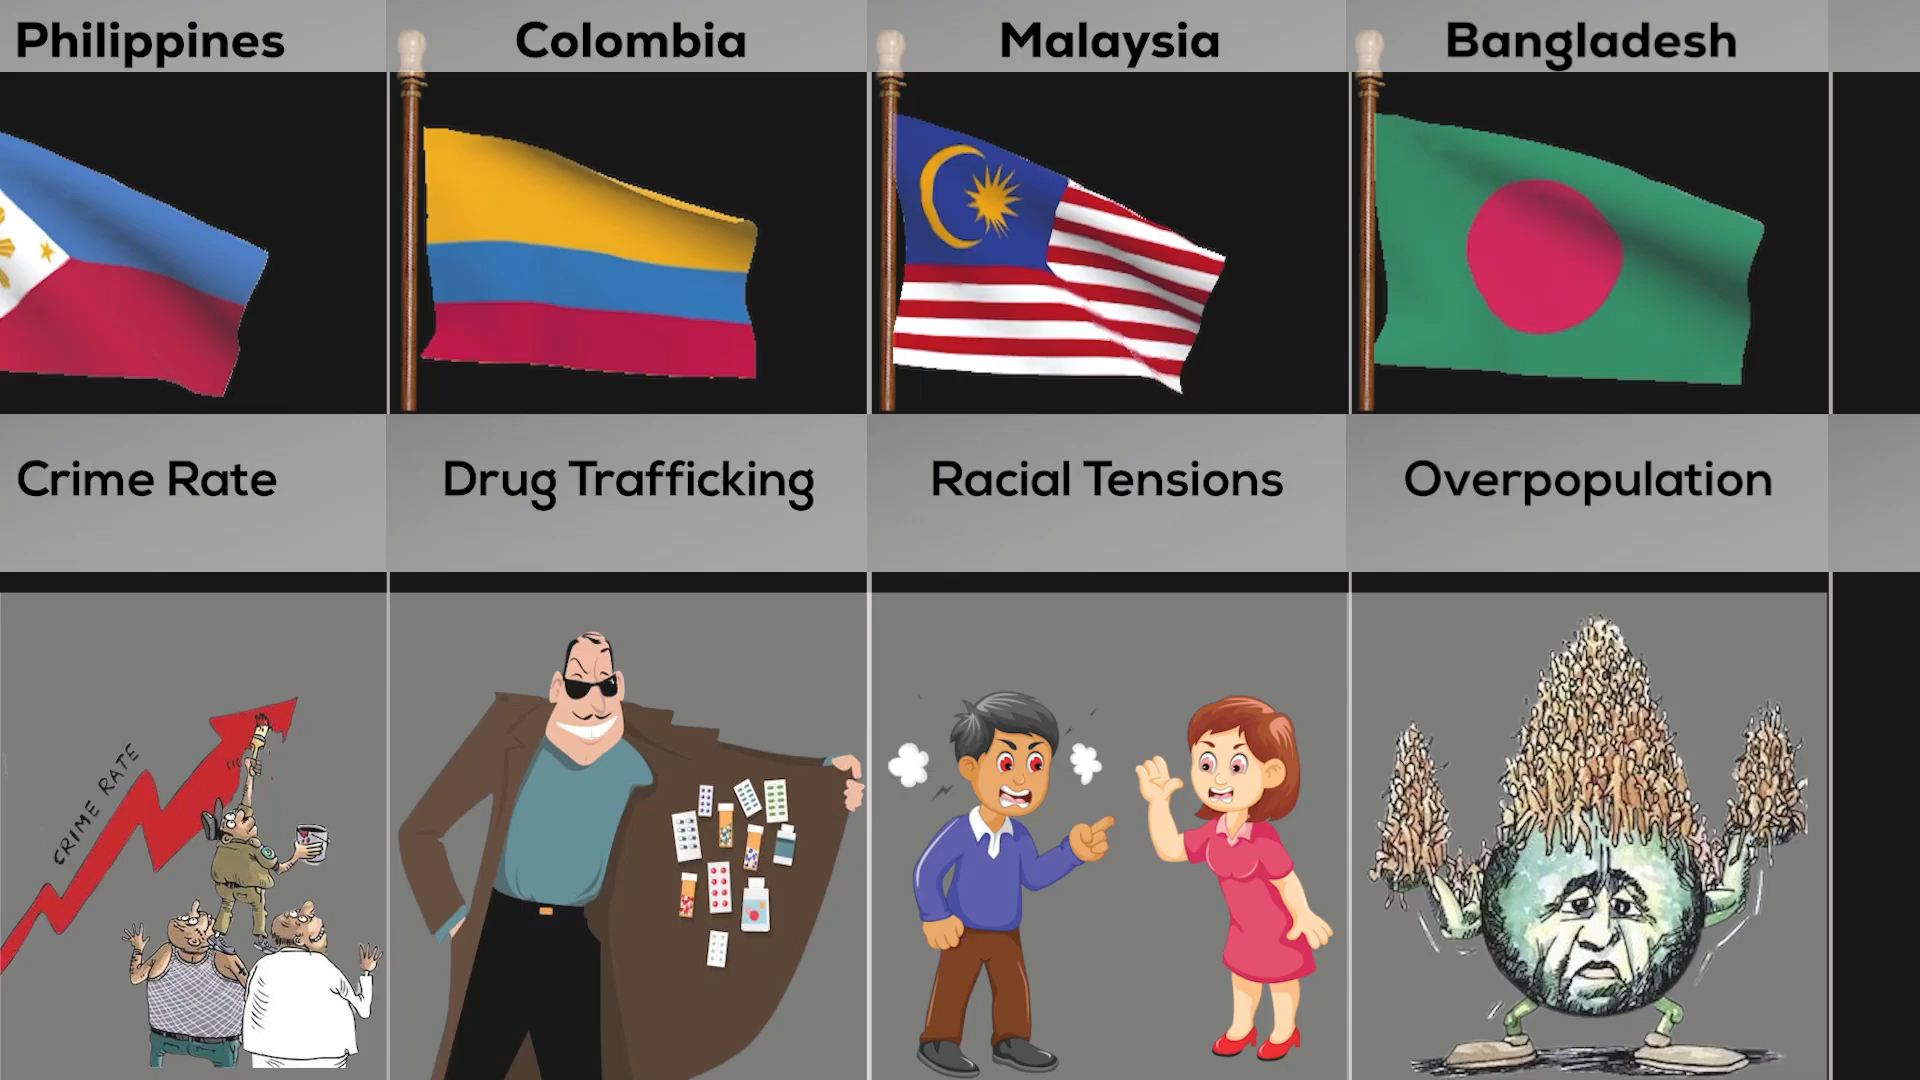 Philippines
Colombia
Malaysia
Bangladesh
Crime Rate
Drug Trafficking
Racial Tensions
Overpopulation
CRIME RATE